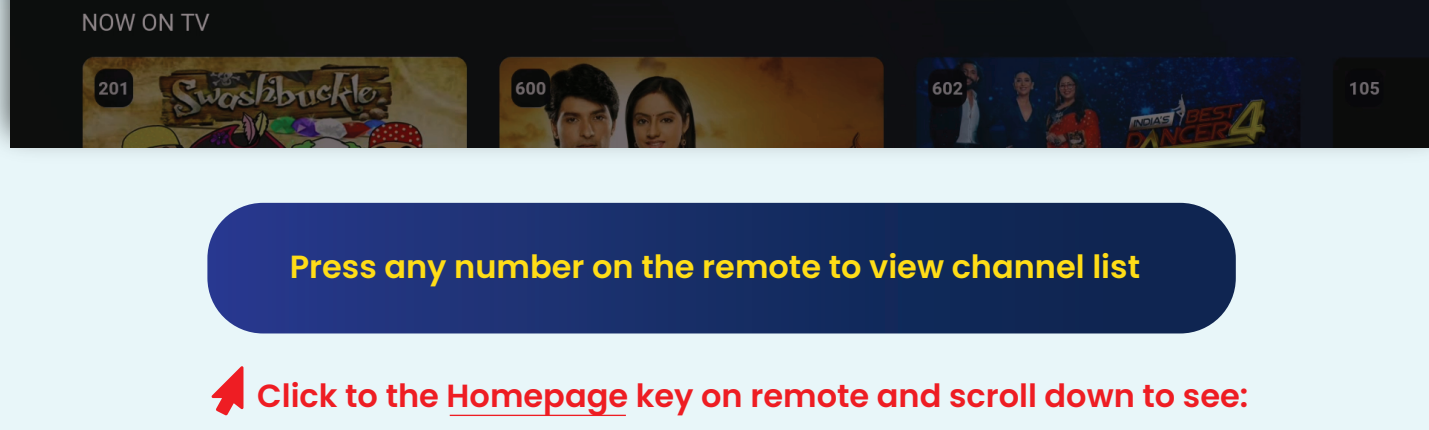 NOW ON TV
201
Swashbuckle
600
602
INDIA'S BEST
DANCER 4
105
Press any number on the remote to view channel list
Click to the Homepage key on remote and scroll down to see: